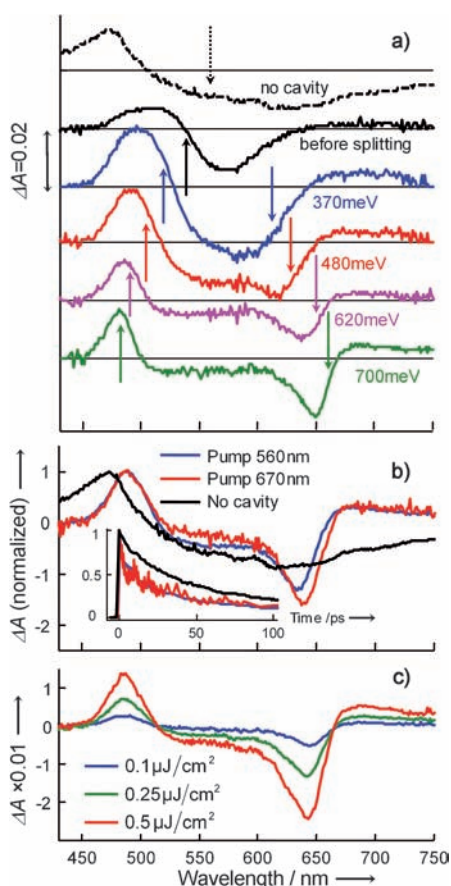 a)
no cavity
before splitting
ΔA=0.02
370meV
480meV
620meV
700meV
b)
Pump 560nm
Pump 670nm
No cavity
ΔA (normalized) →
1
0
-1
-2
1
0.5
0
0 50 100
Time /ps →
c)
ΔA ×0.01 →
1
0
-1
-2
0.1μJ/cm²
0.25μJ/cm²
0.5μJ/cm²
450 500 550 600 650 700 750
Wavelength / nm →